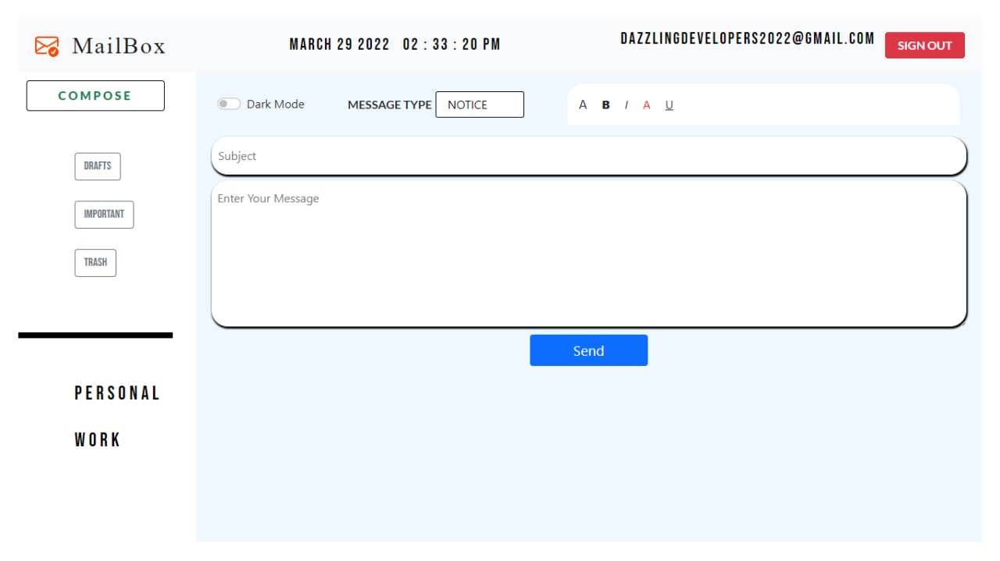 MailBox
MARCH 29 2022 02 : 33 : 20 PM
DAZZLINGDEVELOPERS2022@GMAIL.COM
SIGN OUT
COMPOSE
Dark Mode
MESSAGE TYPE NOTICE
A B I A U
DRAFTS
IMPORTANT
TRASH
Subject
Enter Your Message
Send
PERSONAL
WORK